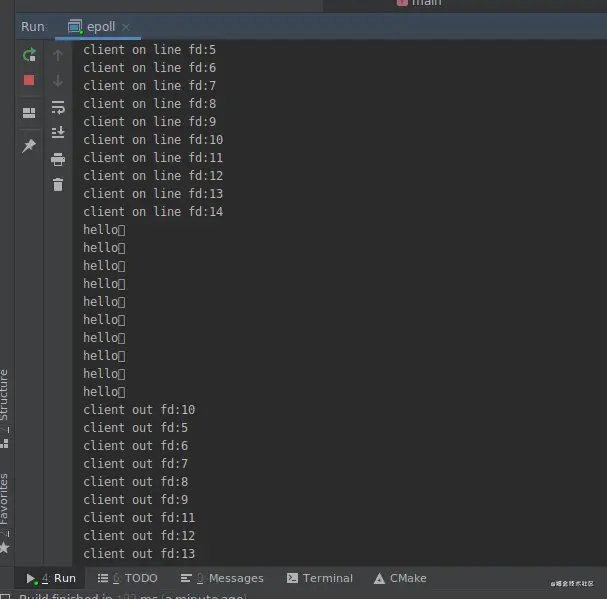 main
Run: epoll ×
client on line fd:5
client on line fd:6
client on line fd:7
client on line fd:8
client on line fd:9
client on line fd:10
client on line fd:11
client on line fd:12
client on line fd:13
client on line fd:14
hello▯
hello▯
hello▯
hello▯
hello▯
hello▯
hello▯
hello▯
hello▯
hello▯
client out fd:10
client out fd:5
client out fd:6
client out fd:7
client out fd:8
client out fd:9
client out fd:11
client out fd:12
client out fd:13
7: Structure
2: Favorites
4: Run 6: TODO 0: Messages Terminal CMake
@掘金技术社区
Build finished in 192 ms (a minute ago)